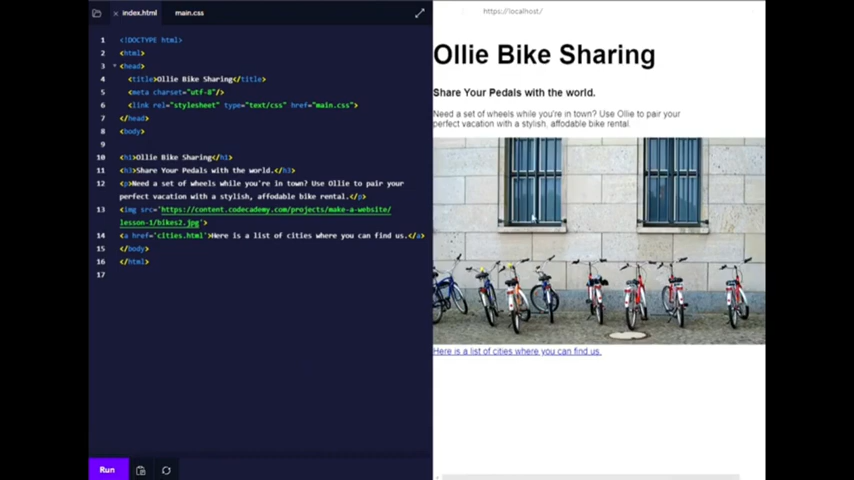 index.html
main.css
https://localhost/
1 <!DOCTYPE html>
2 <html>
3 <head>
4 <title>Ollie Bike Sharing</title>
5 <meta charset="utf-8"/>
6 <link rel="stylesheet" type="text/css" href="main.css">
7 </head>
8 <body>
9
10 <h1>Ollie Bike Sharing</h1>
11 <h3>Share Your Pedals with the world.</h3>
12 <p>Need a set of wheels while you're in town? Use Ollie to pair your
perfect vacation with a stylish, affodable bike rental.</p>
13 <img src='https://content.codecademy.com/projects/make-a-website/
lesson-1/bikes2.jpg'>
14 <a href='cities.html'>Here is a list of cities where you can find us.</a>
15 </body>
16 </html>
17
Run
Ollie Bike Sharing
Share Your Pedals with the world.
Need a set of wheels while you're in town? Use Ollie to pair your
perfect vacation with a stylish, affodable bike rental.
Here is a list of cities where you can find us.